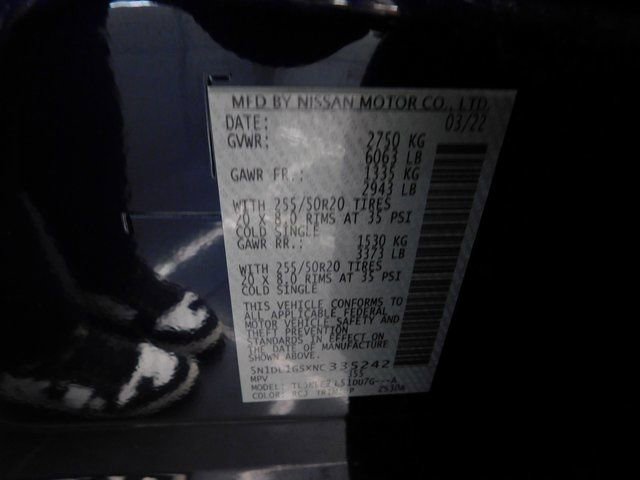 MFD BY NISSAN MOTOR CO., LTD.
DATE: 03/22
GVWR: 2750 KG
6063 LB
GAWR FR.: 1335 KG
2943 LB
WITH 255/50R20 TIRES
20 X 8.0 RIMS AT 35 PSI
COLD SINGLE
GAWR RR.: 1530 KG
3373 LB
WITH 255/50R20 TIRES
20 X 8.0 RIMS AT 35 PSI
COLD SINGLE
THIS VEHICLE CONFORMS TO
ALL APPLICABLE FEDERAL
MOTOR VEHICLE SAFETY AND
THEFT PREVENTION
STANDARDS IN EFFECT ON
THE DATE OF MANUFACTURE
SHOWN ABOVE.
5N1DL1GSXNC335242
MPV
MODEL:
COLOR: RCJ TRIM: P